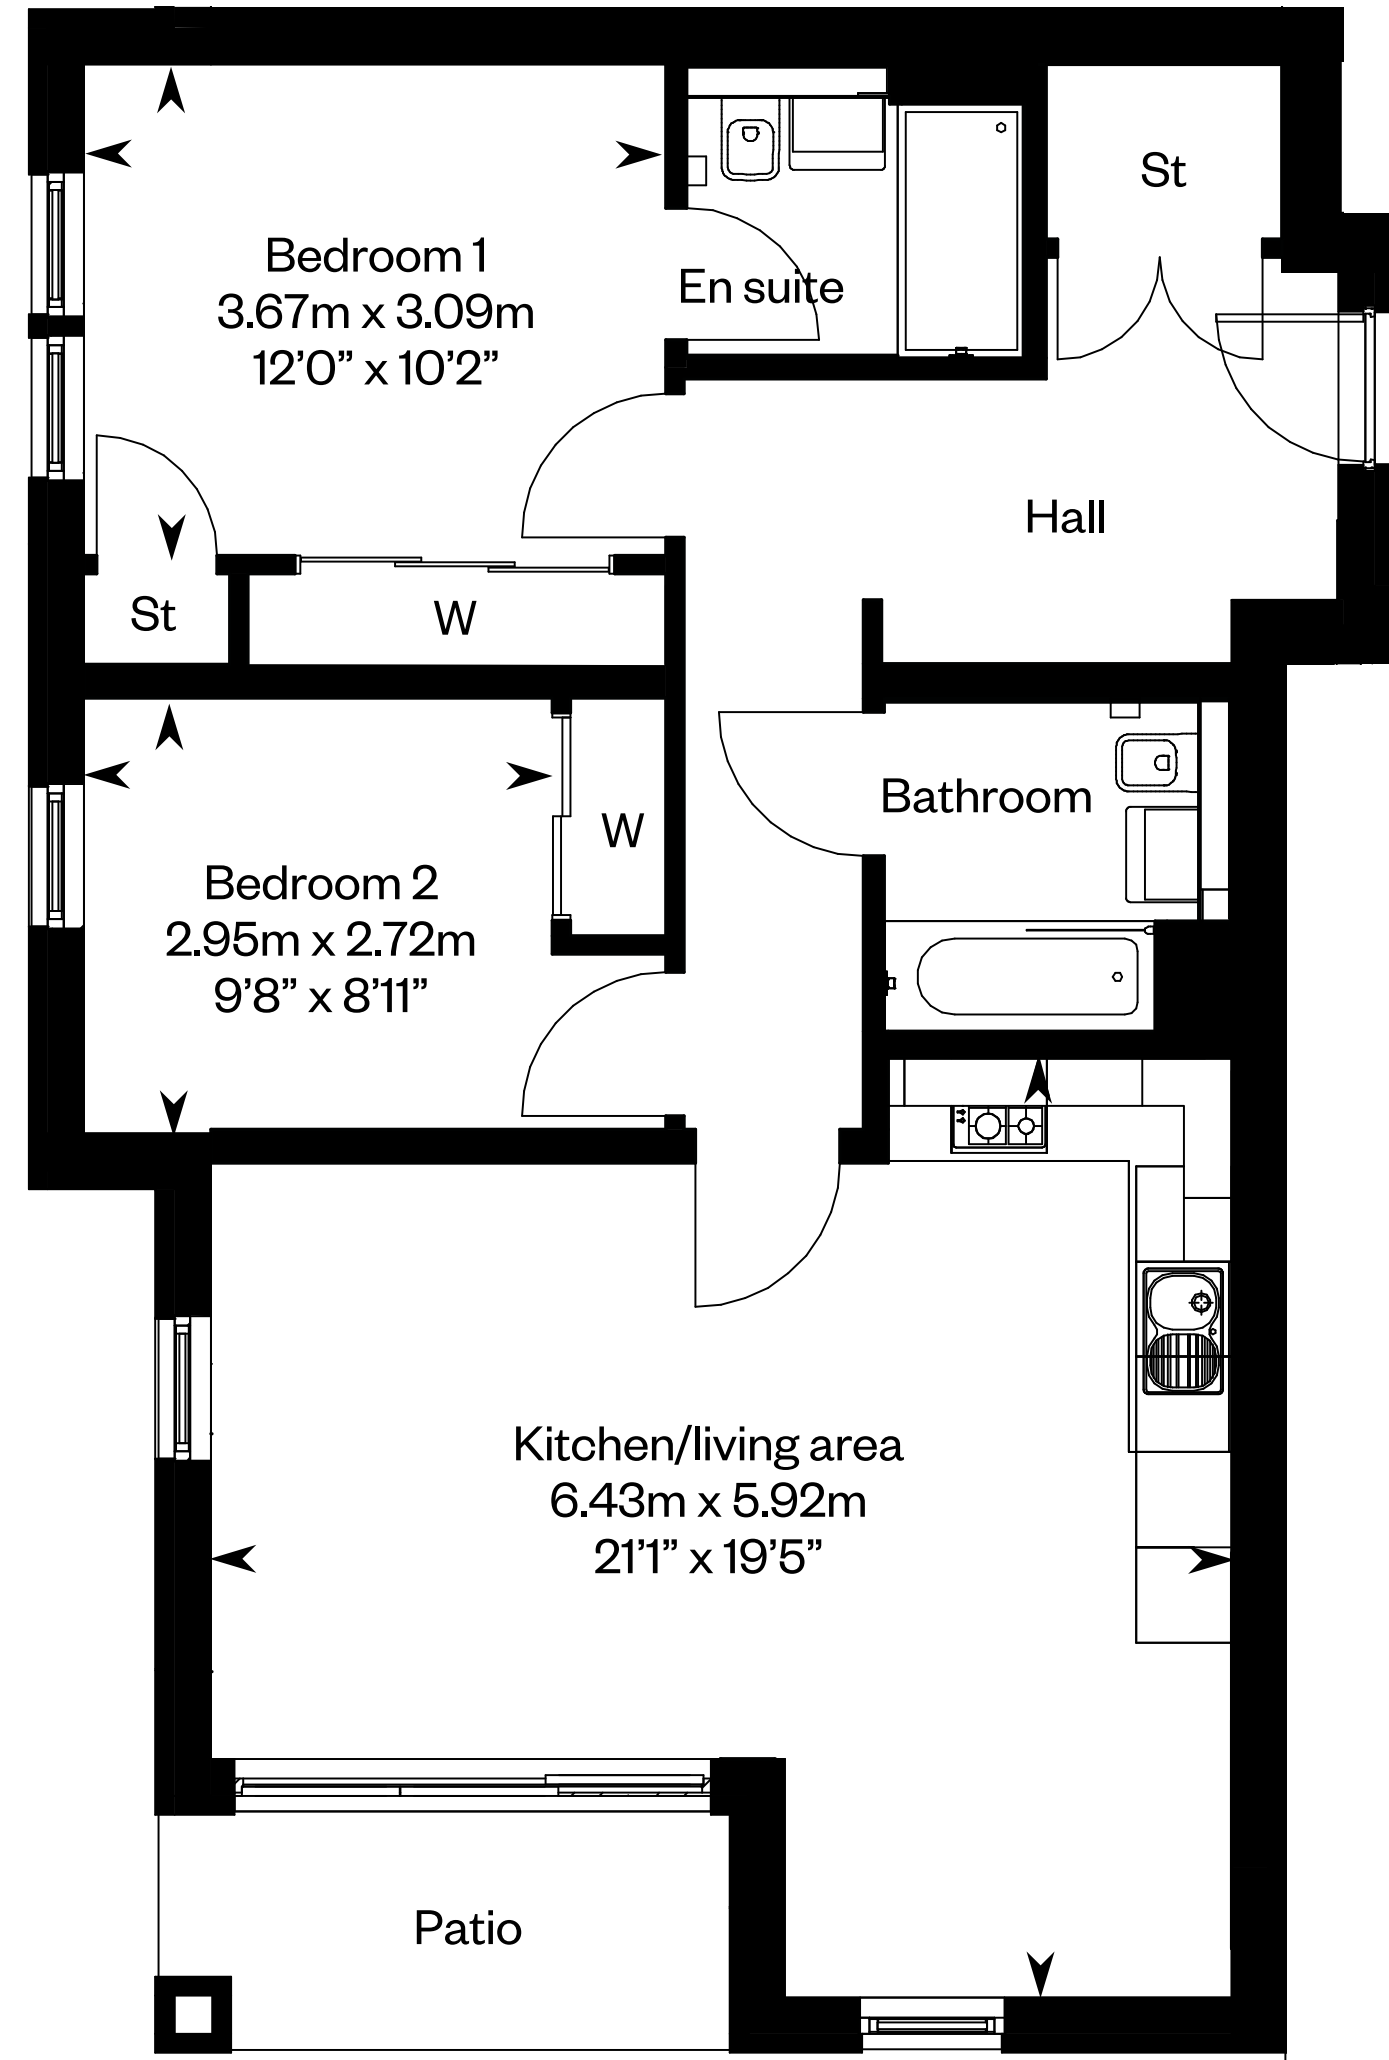 St
Bedroom 1
3.67m x 3.09m
12’0” x 10’2”
En suite
Hall
St
W
Bathroom
W
Bedroom 2
2.95m x 2.72m
9’8” x 8’11”
Kitchen/living area
6.43m x 5.92m
21’1” x 19’5”
Patio